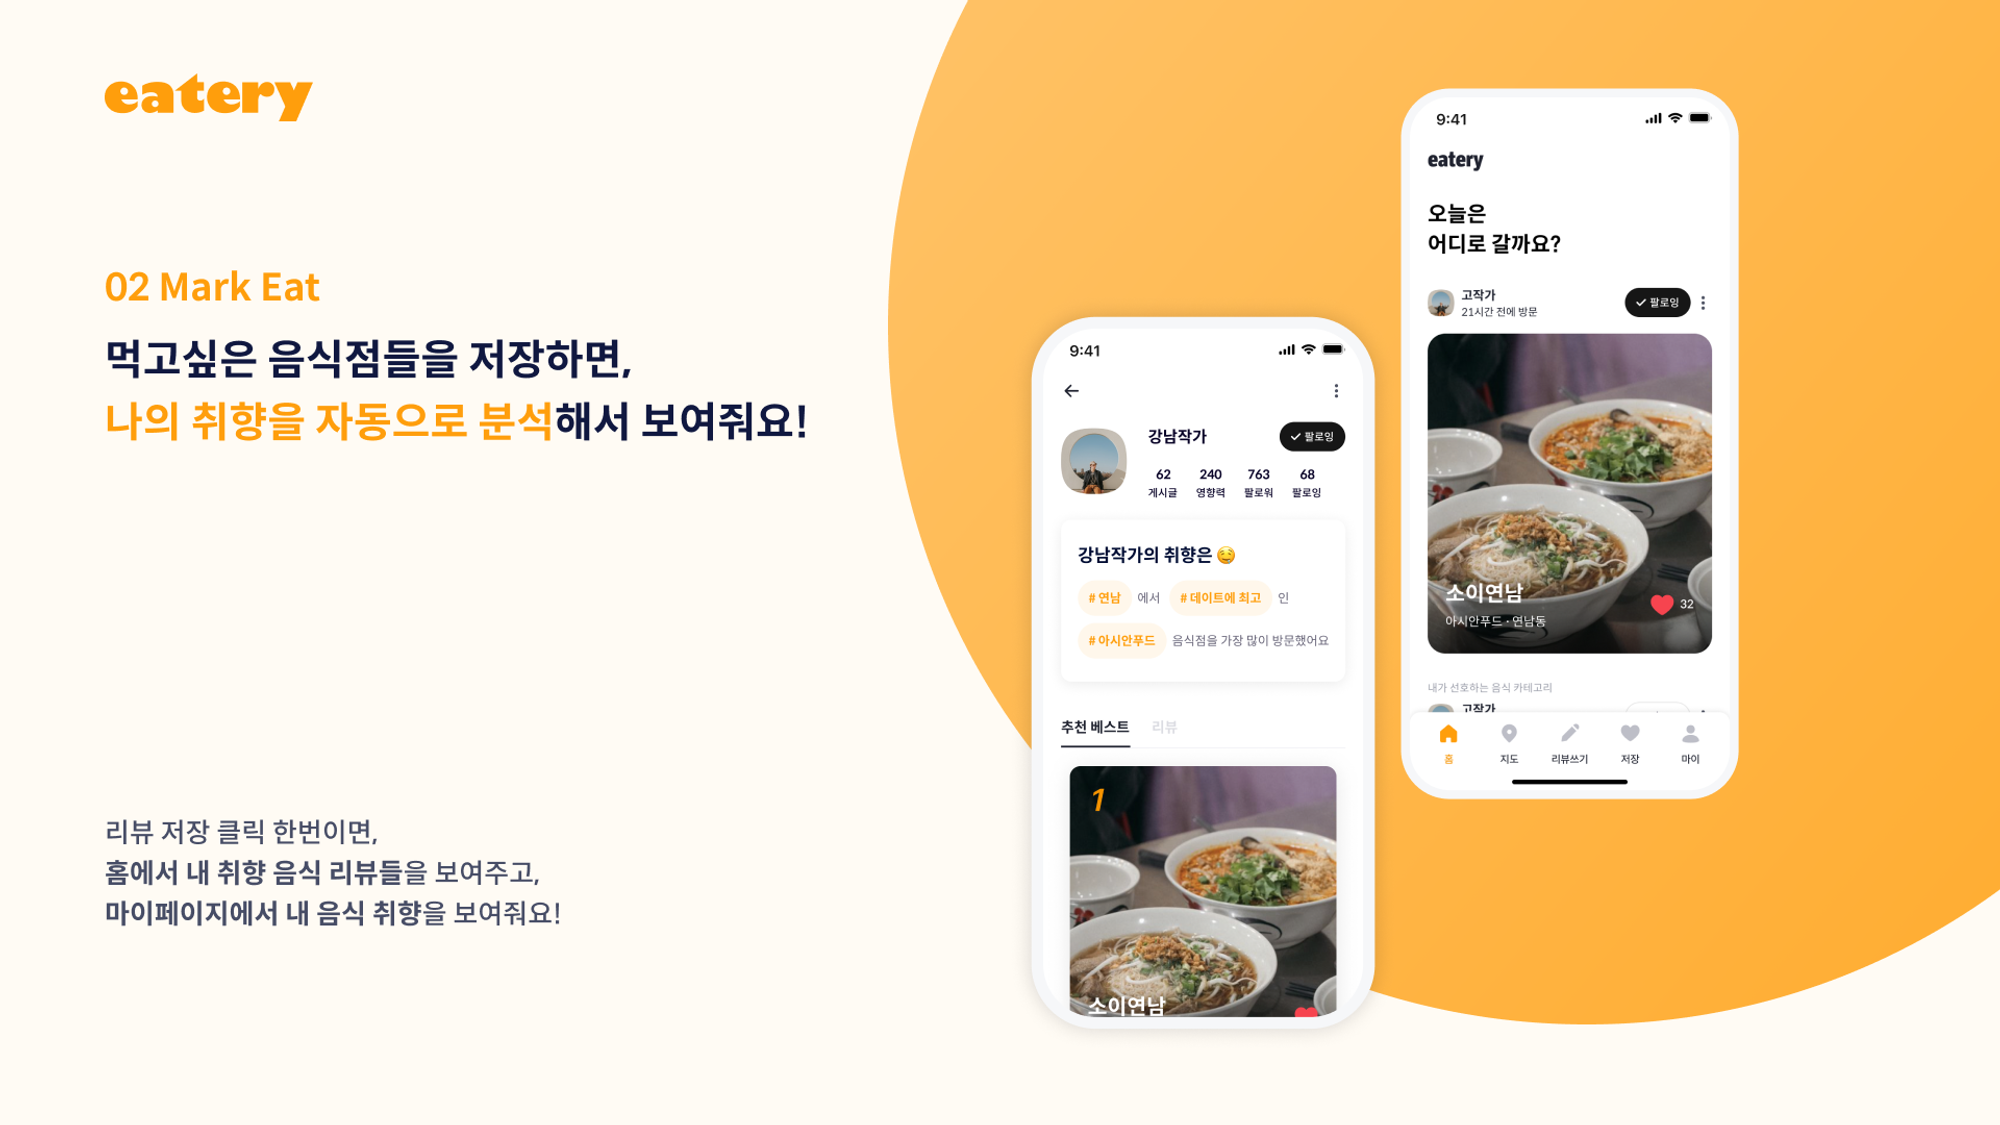 eatery
02 Mark Eat
먹고싶은 음식점들을 저장하면,
나의 취향을 자동으로 분석해서 보여줘요!
리뷰 저장 클릭 한번이면,
홈에서 내 취향 음식 리뷰들을 보여주고,
마이페이지에서 내 음식 취향을 보여줘요!
9:41
강남작가
팔로잉
62 240 763 68
게시글 영향력 팔로워 팔로잉
강남작가의 취향은
# 연남 에서 # 데이트에 최고 인
# 아시안푸드 음식점을 가장 많이 방문했어요
추천 베스트 리뷰
1
소이연남
9:41
eatery
오늘은
어디로 갈까요?
고작가
21시간 전에 방문
팔로잉
소이연남
아시안푸드 · 연남동
32
내가 선호하는 음식 카테고리
고작가
홈 지도 리뷰쓰기 저장 마이